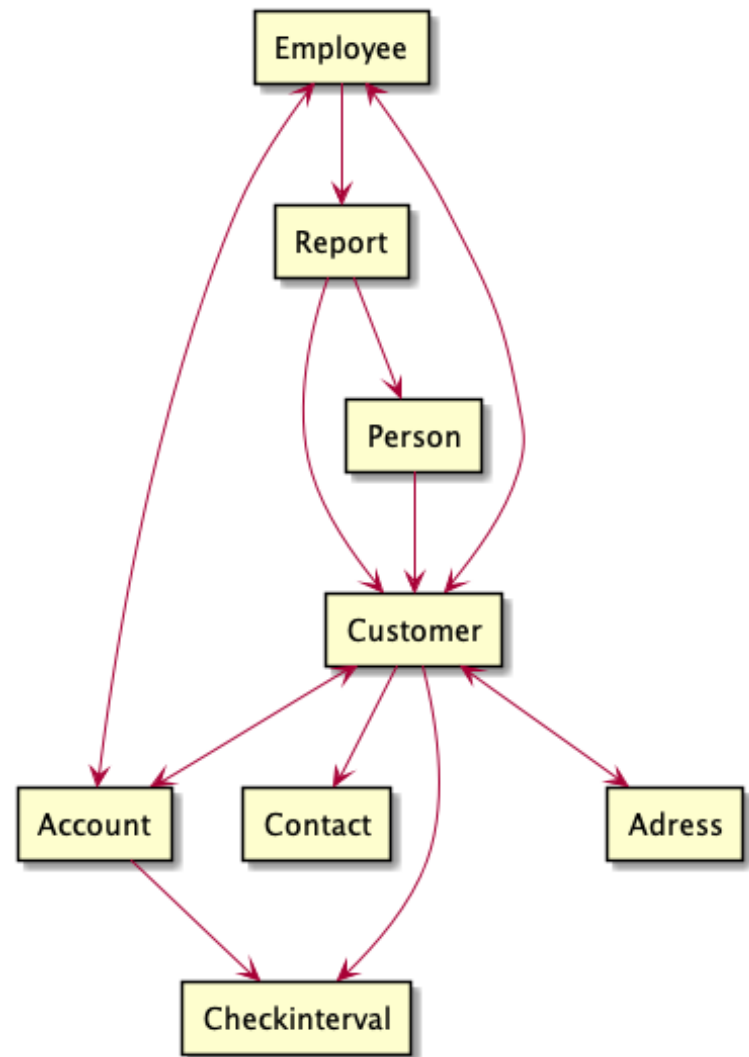 Employee
Report
Person
Customer
Account
Contact
Adress
Checkinterval